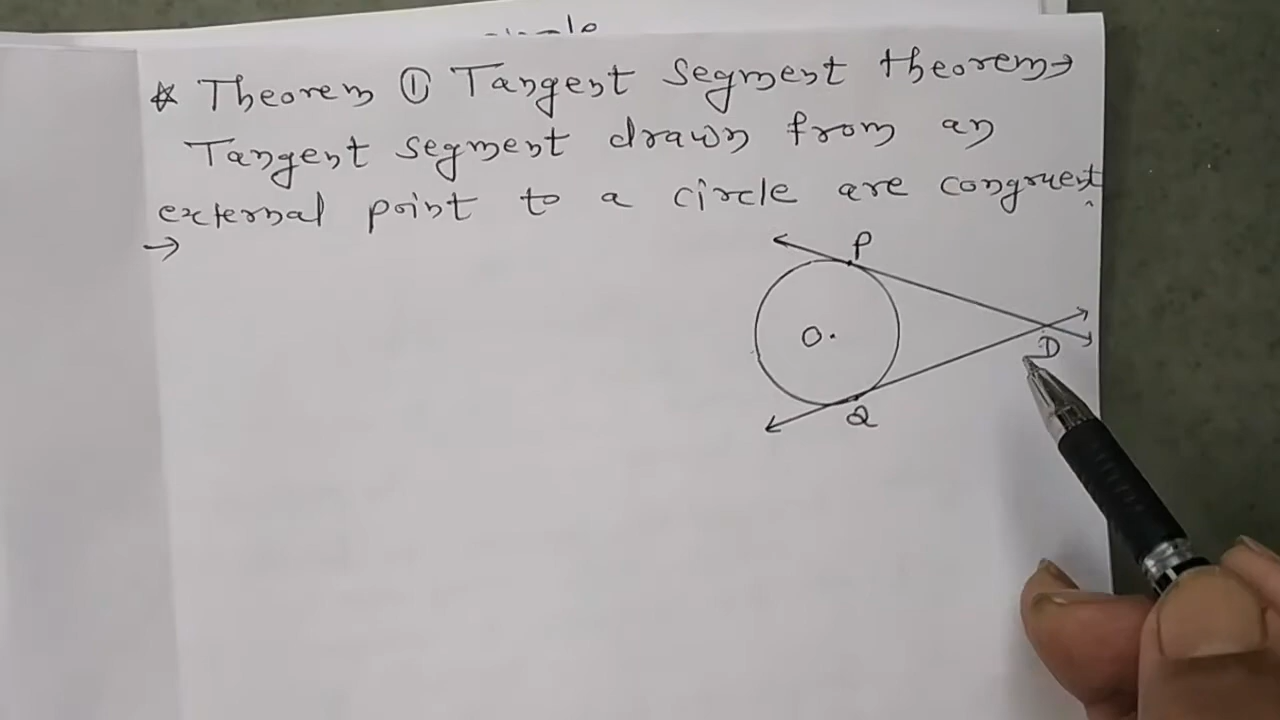 * Theorem ① Tangent segment theorem→
Tangent segment drawn from an
external point to a circle are congruent.
→
P
O.
D
Q